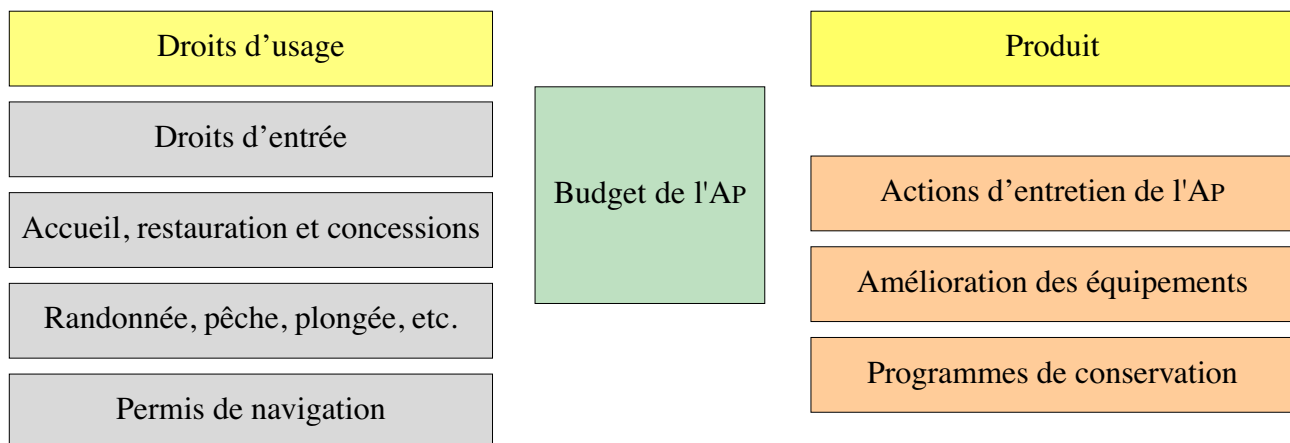 Droits d’usage
Droits d’entrée
Accueil, restauration et concessions
Randonnée, pêche, plongée, etc.
Permis de navigation
Budget de l'AP
Produit
Actions d’entretien de l'AP
Amélioration des équipements
Programmes de conservation